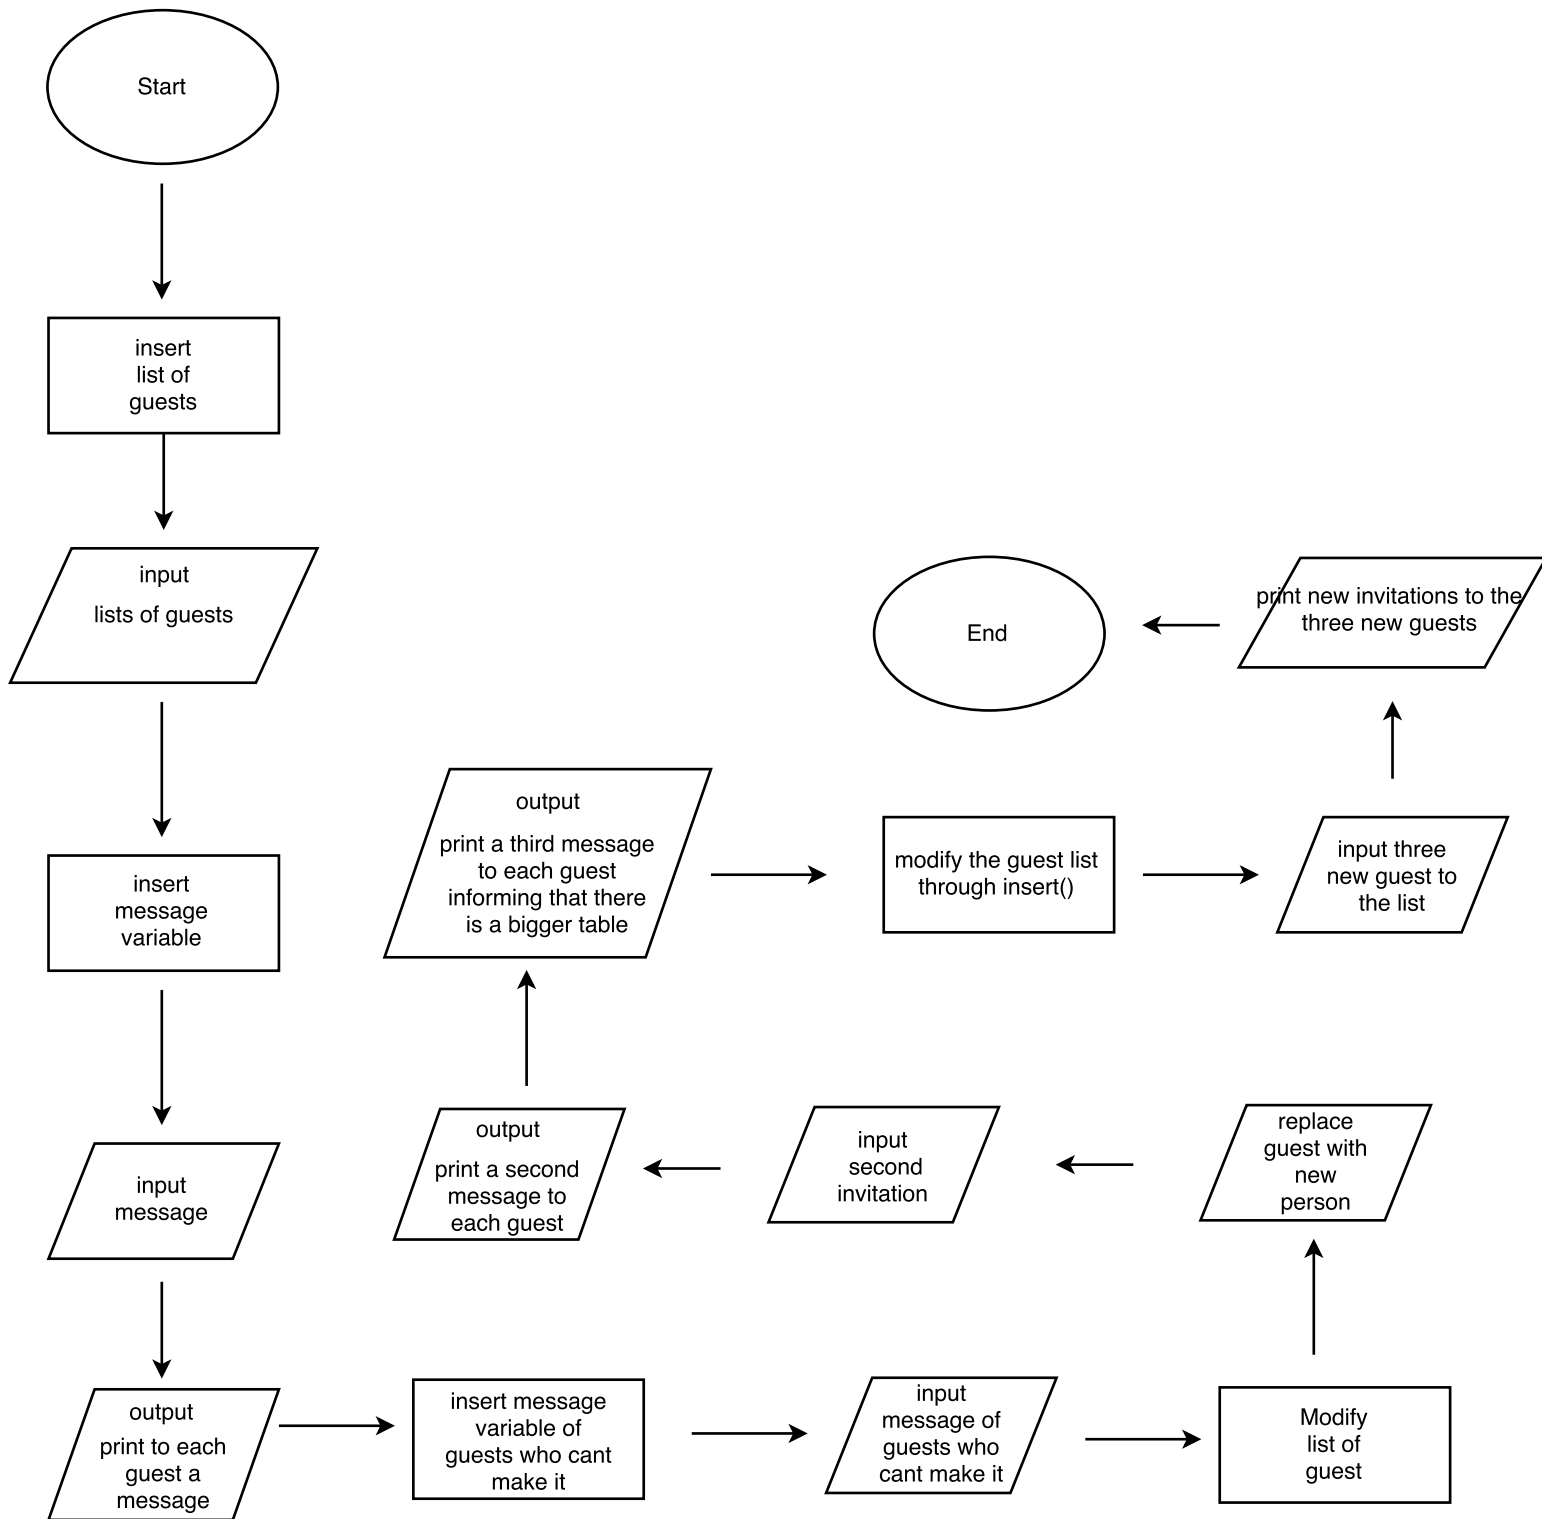 Start
insert
list of
guests
input
lists of guests
insert
message
variable
input
message
output
print to each
guest a
message
insert message
variable of
guests who cant
make it
input
message of
guests who
cant make it
Modify
list of
guest
replace
guest with
new
person
input
second
invitation
output
print a second
message to
each guest
output
print a third message
to each guest
informing that there
is a bigger table
modify the guest list
through insert()
input three
new guest to
the list
print new invitations to the
three new guests
End